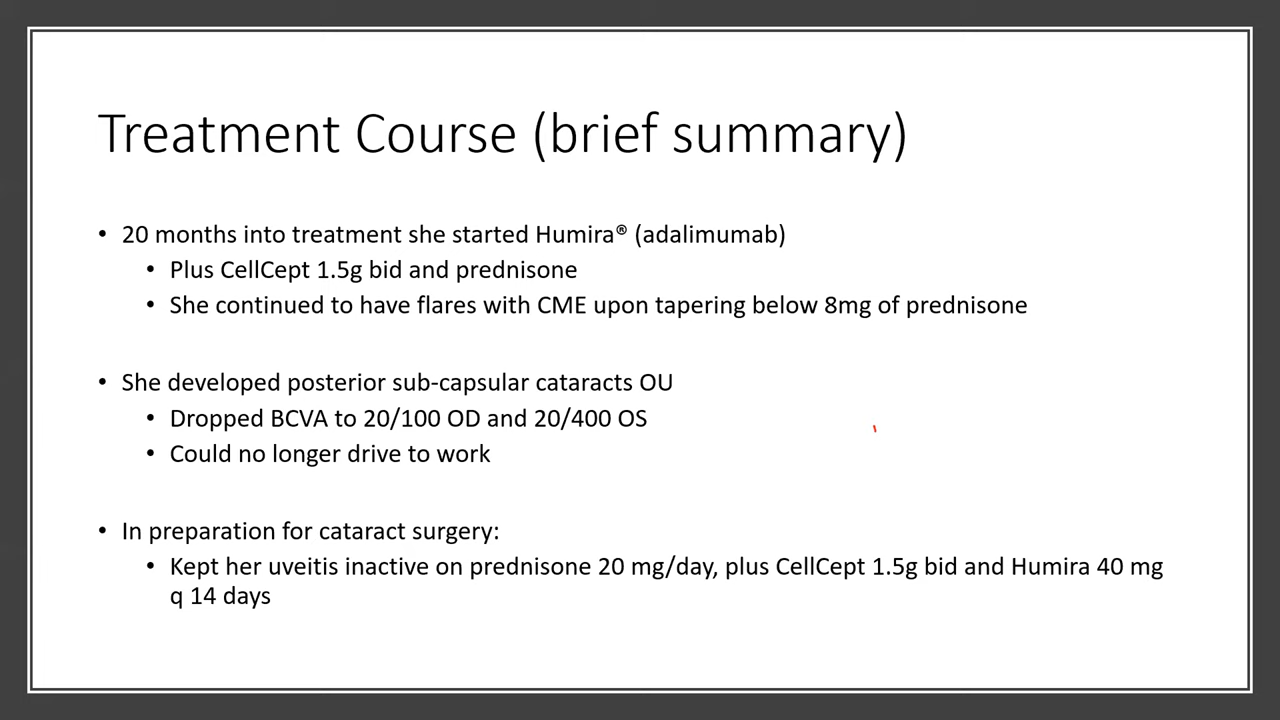 Treatment Course (brief summary)
• 20 months into treatment she started Humira® (adalimumab)
• Plus CellCept 1.5g bid and prednisone
• She continued to have flares with CME upon tapering below 8mg of prednisone
• She developed posterior sub-capsular cataracts OU
• Dropped BCVA to 20/100 OD and 20/400 OS
• Could no longer drive to work
• In preparation for cataract surgery:
• Kept her uveitis inactive on prednisone 20 mg/day, plus CellCept 1.5g bid and Humira 40 mg
q 14 days